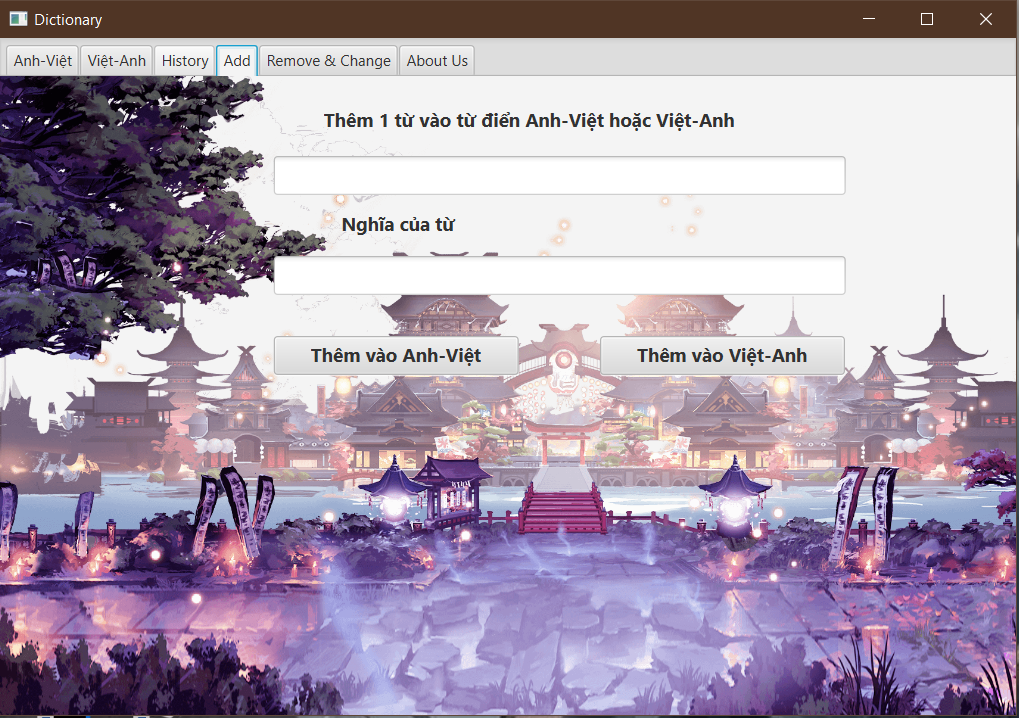 Dictionary
Anh-Việt Việt-Anh History Add Remove & Change About Us
Thêm 1 từ vào từ điển Anh-Việt hoặc Việt-Anh
Nghĩa của từ
Thêm vào Anh-Việt Thêm vào Việt-Anh